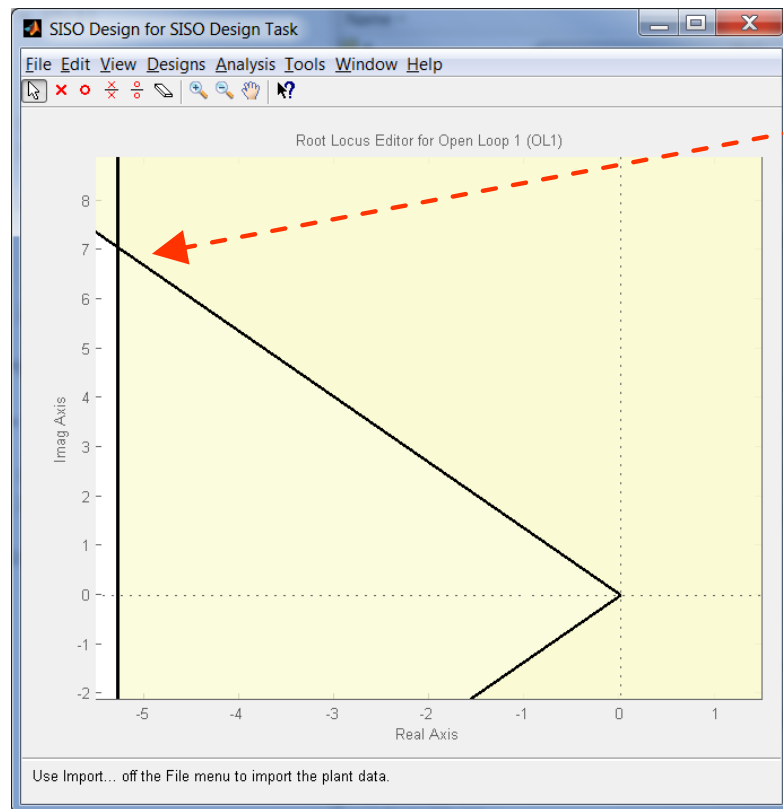 Name
SISO Design for SISO Design Task
File Edit View Designs Analysis Tools Window Help
Root Locus Editor for Open Loop 1 (OL1)
8
7
6
5
4
3
2
1
0
-1
-2
Imag Axis
-5 -4 -3 -2 -1 0 1
Real Axis
Use Import... off the File menu to import the plant data.